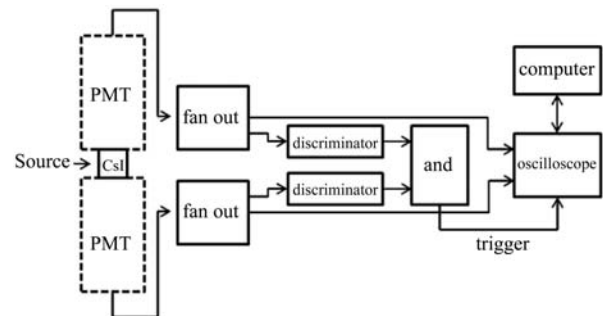 PMT
Source
CsI
PMT
fan out
fan out
discriminator
discriminator
and
computer
oscilloscope
trigger